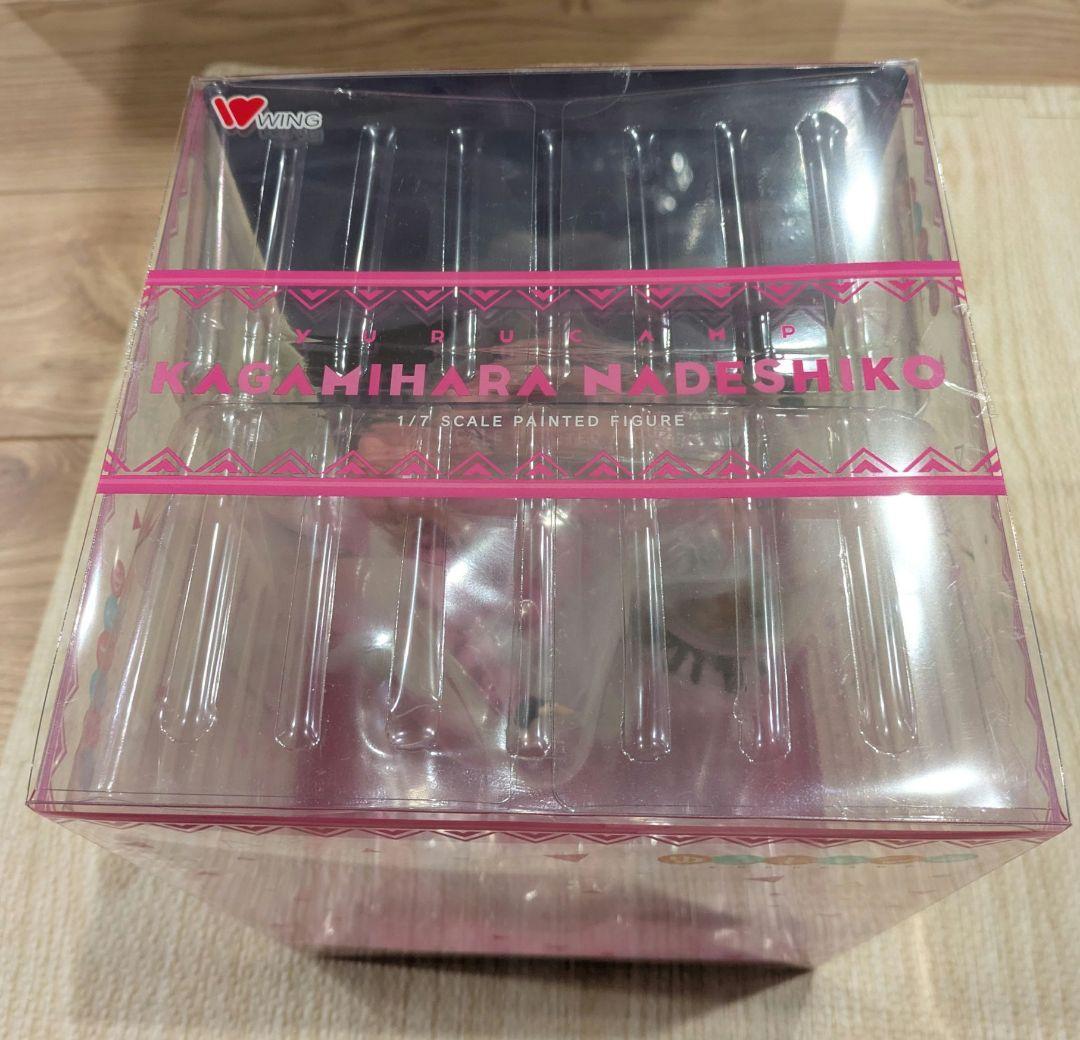 WING
YURUCAMP
KAGAMIHARA NADESHIKO
1/7 SCALE PAINTED FIGURE